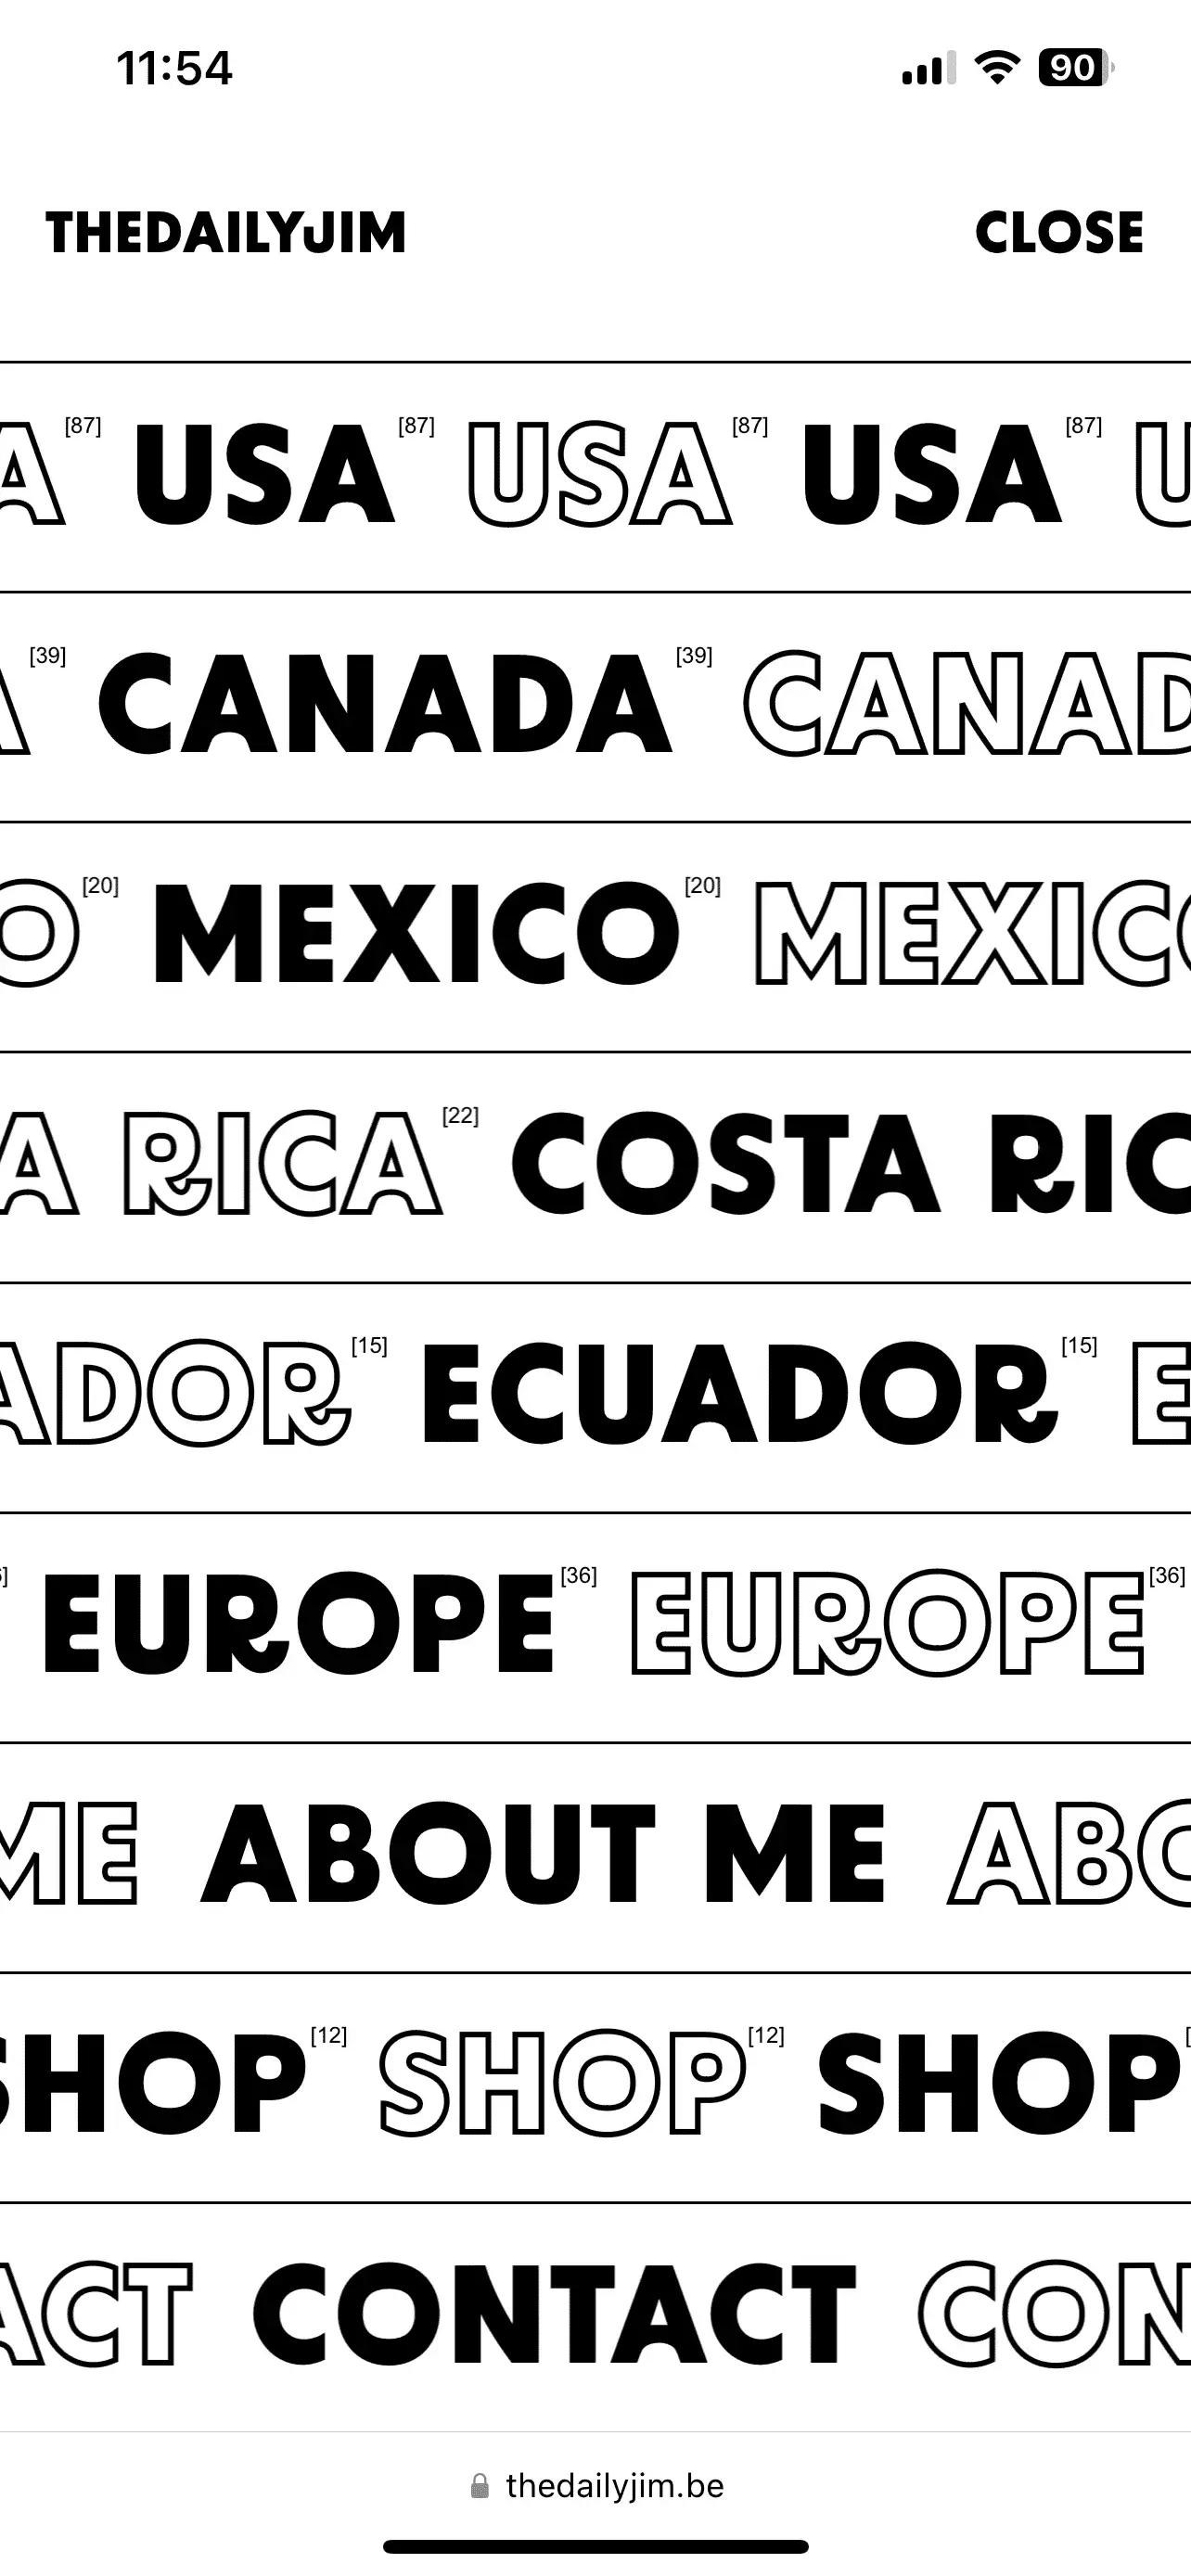 11:54 90
THEDAILYJIM CLOSE
A [87] USA [87] USA [87] USA [87] U
A [39] CANADA [39] CANAD
O [20] MEXICO [20] MEXICO
A RICA [22] COSTA RIC
ADOR [15] ECUADOR [15] E
6] EUROPE [36] EUROPE [36]
ME ABOUT ME ABO
SHOP [12] SHOP [12] SHOP [
ACT CONTACT CON
thedailyjim.be